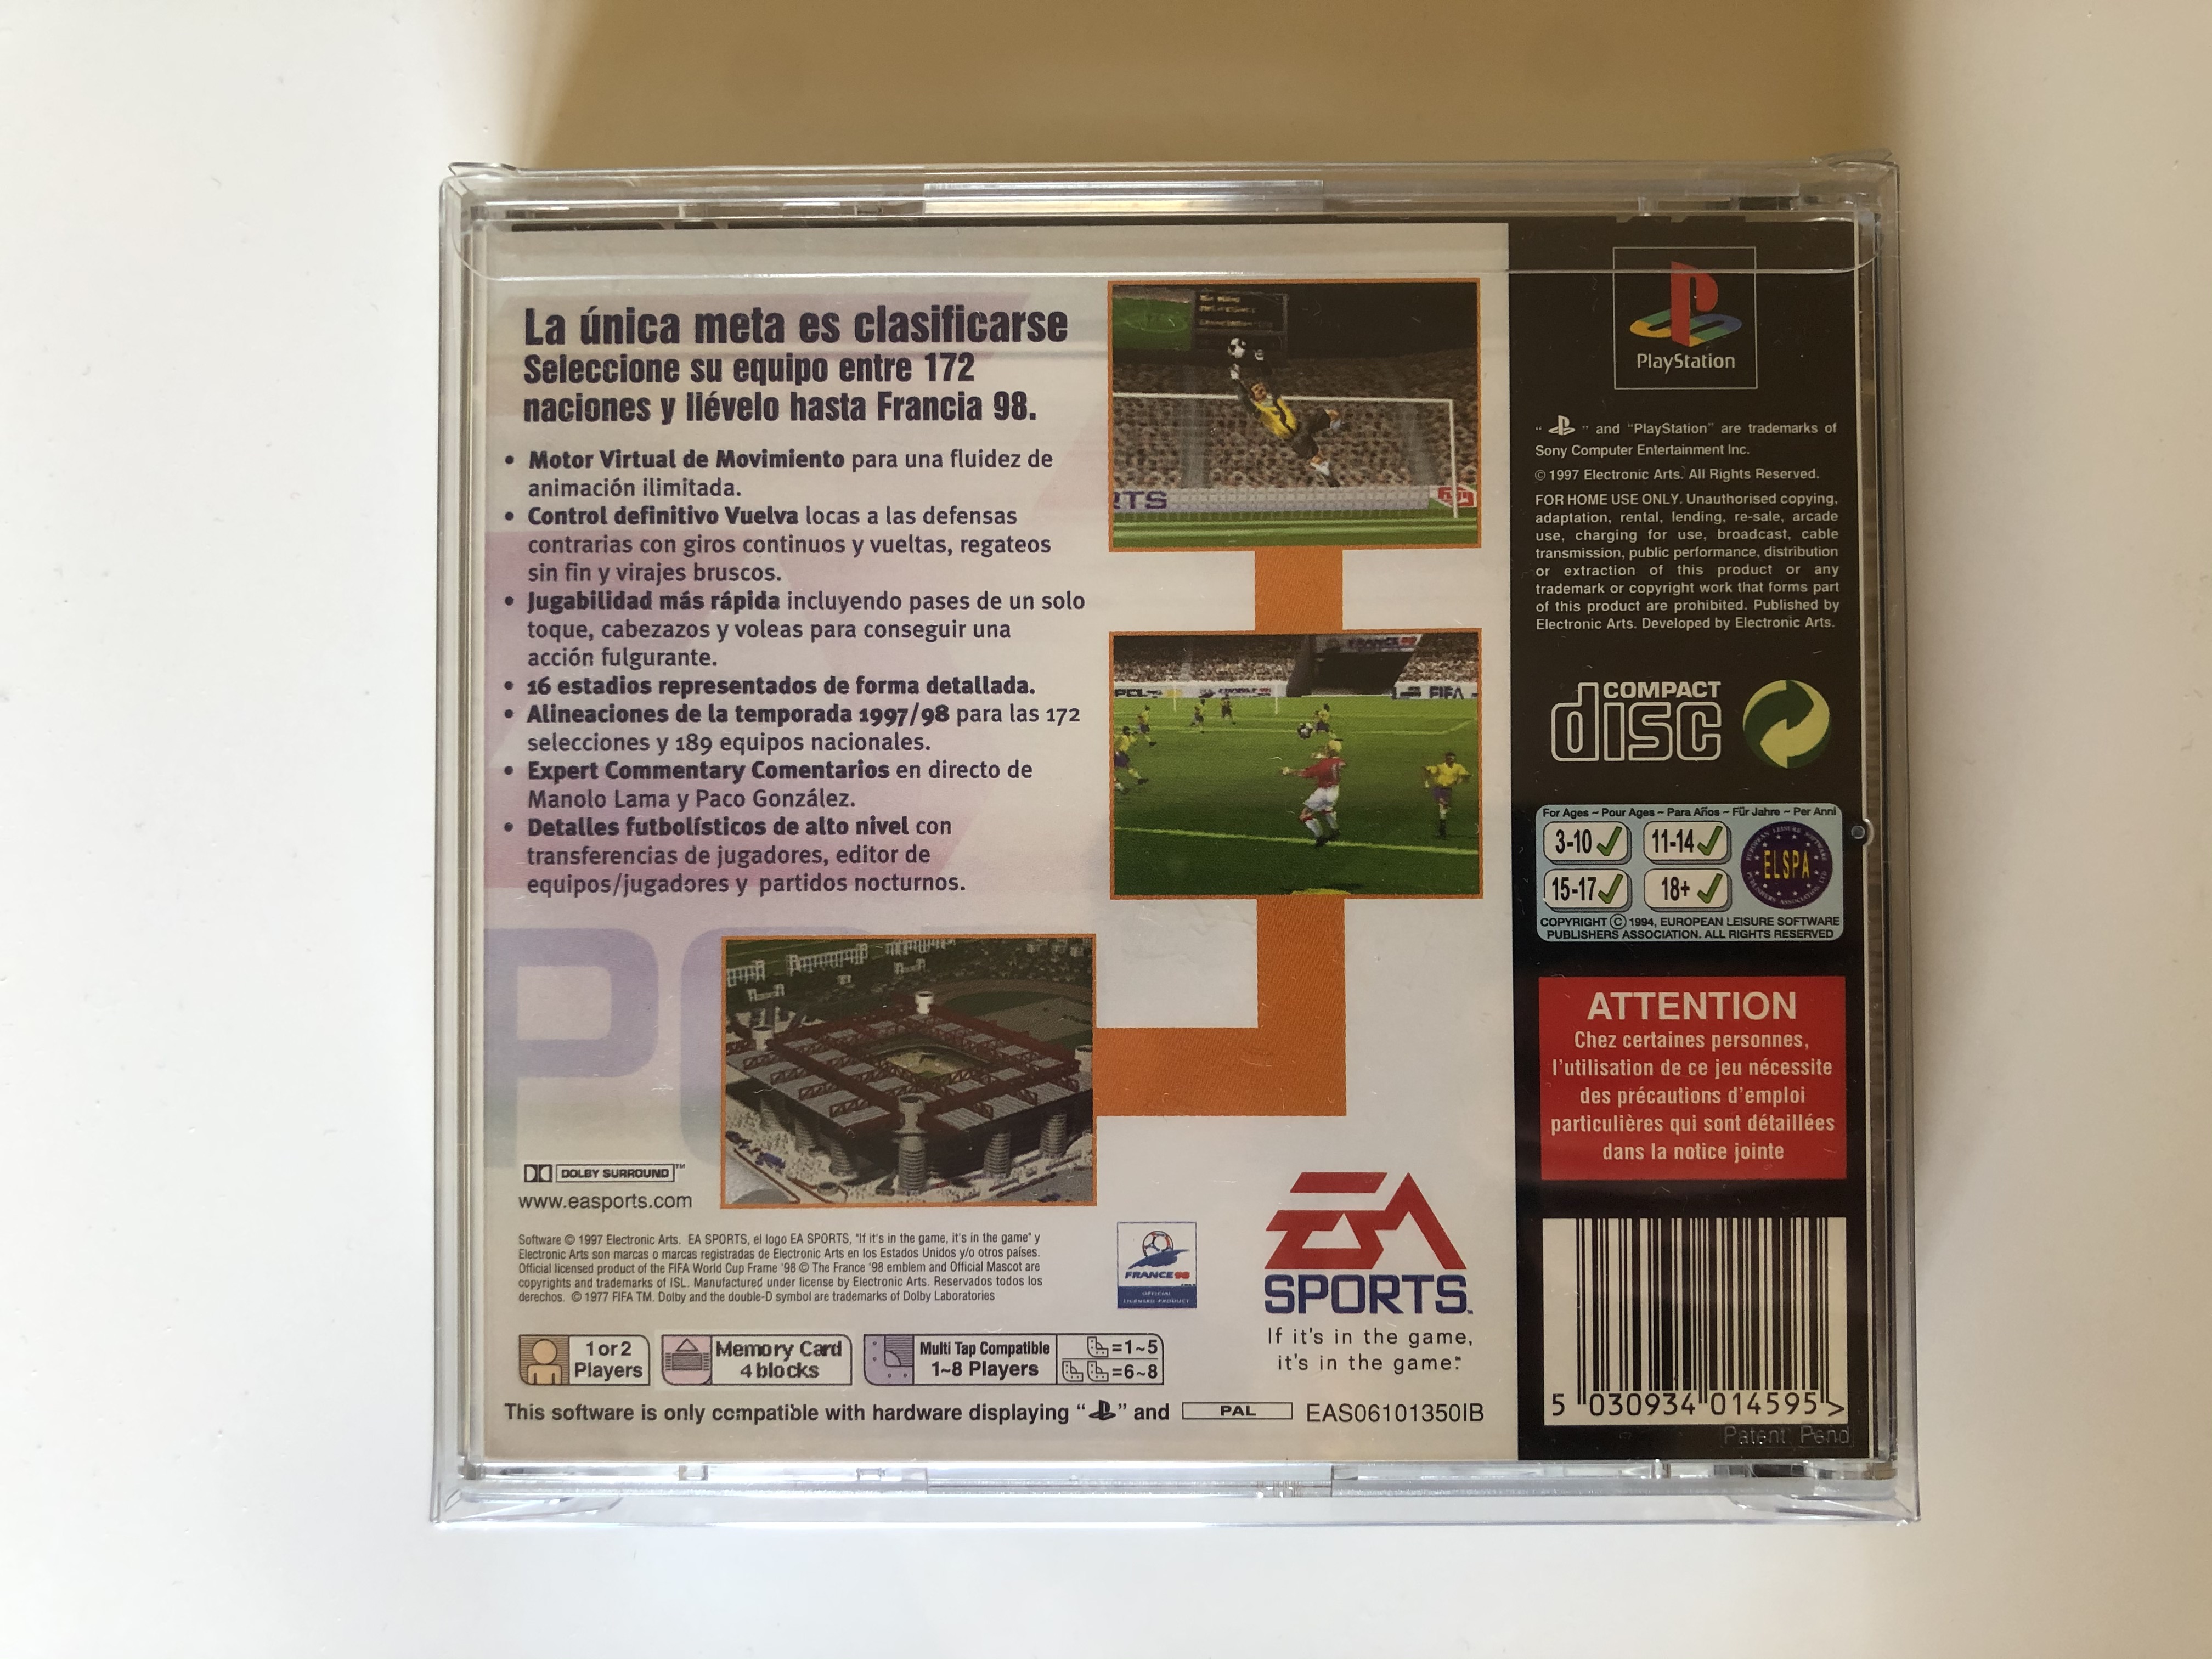 La única meta es clasificarse
Seleccione su equipo entre 172
naciones y llévelo hasta Francia 98.
• Motor Virtual de Movimiento para una fluidez de
animación ilimitada.
• Control definitivo Vuelva locas a las defensas
contrarias con giros continuos y vueltas, regateos
sin fin y virajes bruscos.
• Jugabilidad más rápida incluyendo pases de un solo
toque, cabezazos y voleas para conseguir una
acción fulgurante.
• 16 estadios representados de forma detallada.
• Alineaciones de la temporada 1997/98 para las 172
selecciones y 189 equipos nacionales.
• Expert Commentary Comentarios en directo de
Manolo Lama y Paco González.
• Detalles futbolísticos de alto nivel con
transferencias de jugadores, editor de
equipos/jugadores y partidos nocturnos.
RTS
FRANCE 98
FIFA
DOLBY SURROUND™
www.easports.com
Software © 1997 Electronic Arts. EA SPORTS, el logo EA SPORTS, "If it's in the game, it's in the game" y
Electronic Arts son marcas o marcas registradas de Electronic Arts en los Estados Unidos y/o otros países.
Official licensed product of the FIFA World Cup Frame '98 © The France '98 emblem and Official Mascot are
copyrights and trademarks of ISL. Manufactured under license by Electronic Arts. Reservados todos los
derechos. © 1977 FIFA TM. Dolby and the double-D symbol are trademarks of Dolby Laboratories
FRANCE 98
OFFICIAL
LICENSED PRODUCT
EA
SPORTS™
If it's in the game,
it's in the game.™
1 or 2
Players
Memory Card
4 blocks
Multi Tap Compatible
1~8 Players
=1~5
=6~8
This software is only compatible with hardware displaying " " and PAL EAS06101350IB
PlayStation
" " and "PlayStation" are trademarks of
Sony Computer Entertainment Inc.
© 1997 Electronic Arts. All Rights Reserved.
FOR HOME USE ONLY. Unauthorised copying,
adaptation, rental, lending, re-sale, arcade
use, charging for use, broadcast, cable
transmission, public performance, distribution
or extraction of this product or any
trademark or copyright work that forms part
of this product are prohibited. Published by
Electronic Arts. Developed by Electronic Arts.
COMPACT
disc
For Ages – Pour Ages – Para Años – Für Jahre – Per Anni
3-10 ✓ 11-14 ✓
15-17 ✓ 18+ ✓
EUROPEAN LEISURE SOFTWARE PUBLISHERS ASSOCIATION LTD
ELSPA
COPYRIGHT © 1994, EUROPEAN LEISURE SOFTWARE
PUBLISHERS ASSOCIATION. ALL RIGHTS RESERVED
ATTENTION
Chez certaines personnes,
l'utilisation de ce jeu nécessite
des précautions d'emploi
particulières qui sont détaillées
dans la notice jointe
5 030934 014595 >
Patent Pend